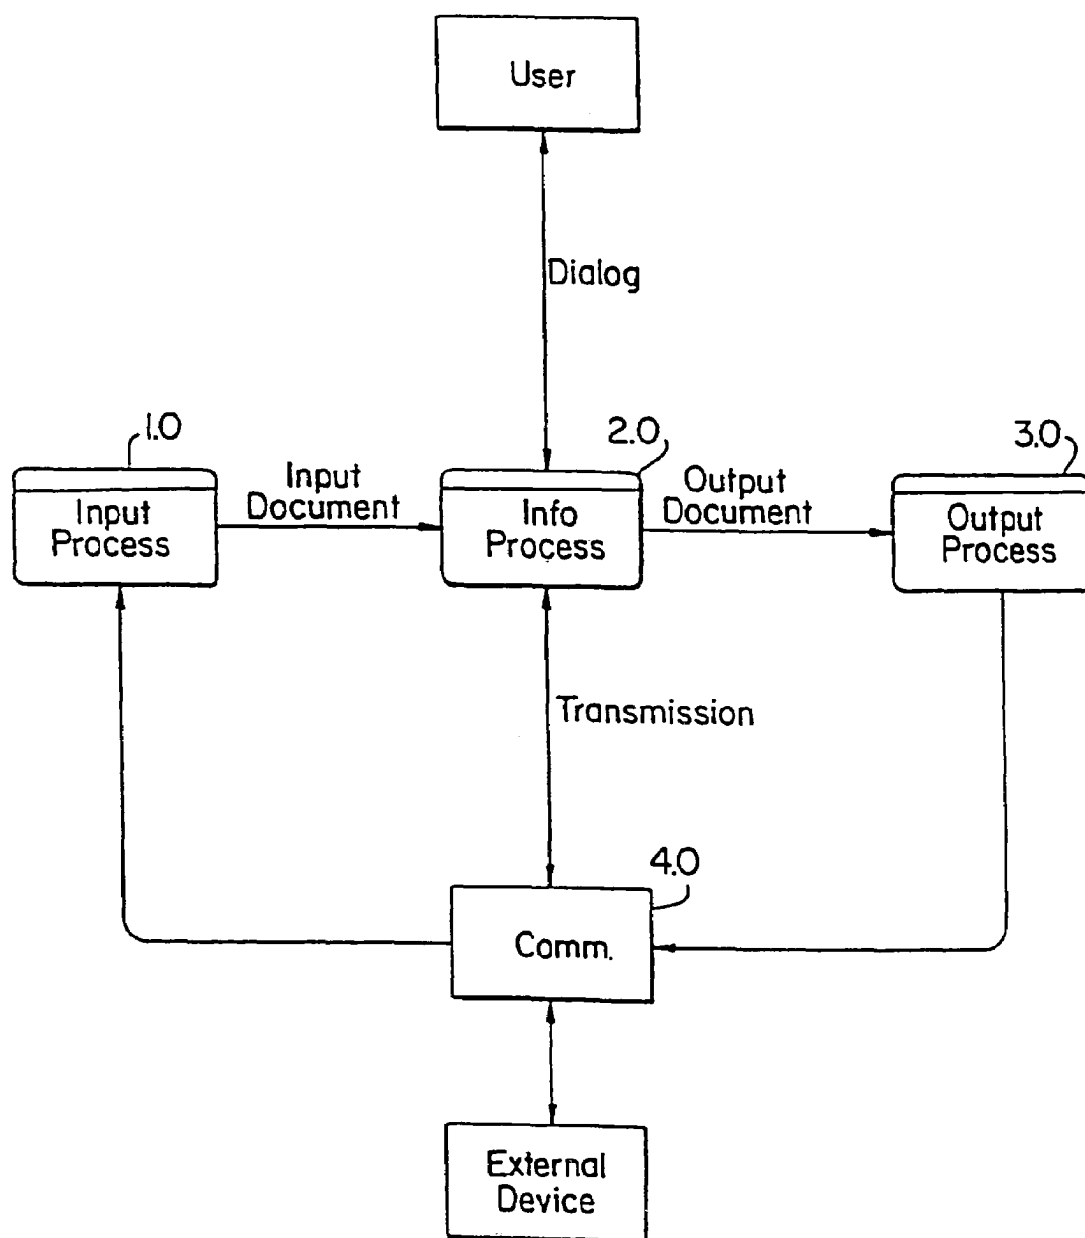 User
Dialog
1.0
2.0
3.0
Input
Document
Output
Document
Input
Process
Info
Process
Output
Process
Transmission
4.0
Comm.
External
Device